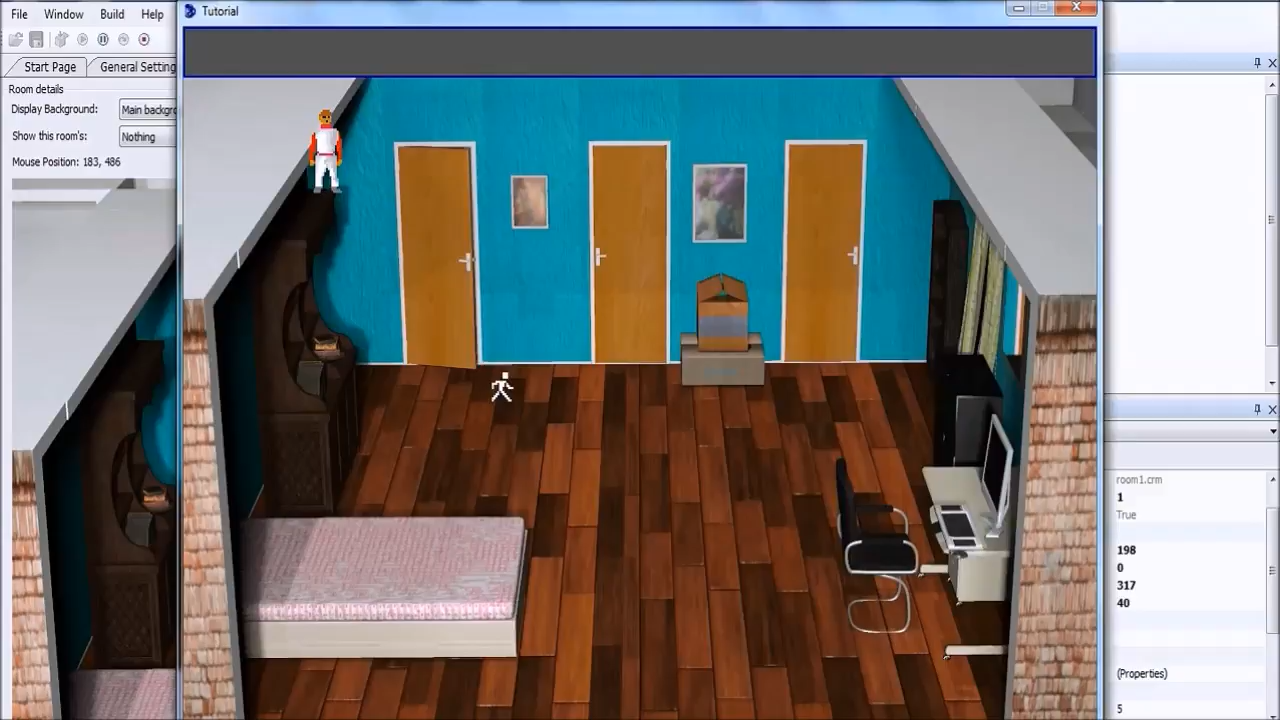 File Window Build Help
Tutorial
Start Page
General Setting
Room details
Display Background:
Main backgro
Show this room's:
Nothing
Mouse Position: 183, 486
room1.crm
1
True
198
0
317
40
(Properties)
5